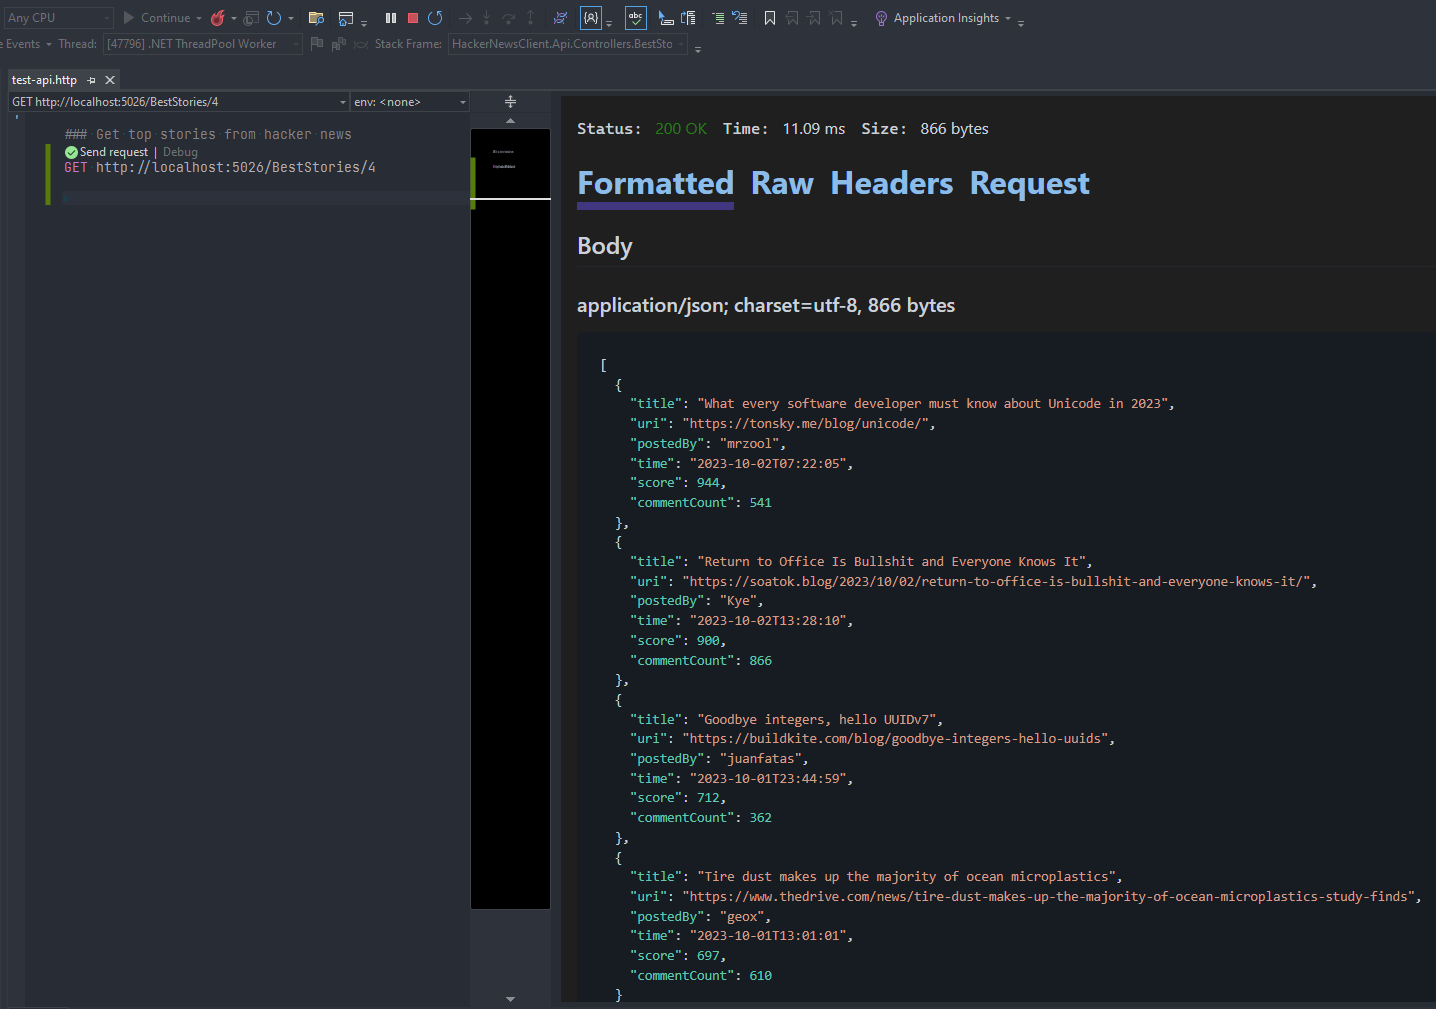 Any CPU Continue Application Insights
e Events Thread: [47796] .NET ThreadPool Worker Stack Frame: HackerNewsClient.Api.Controllers.BestSto
test-api.http
GET http://localhost:5026/BestStories/4 env: <none>
### Get top stories from hacker news
Send request | Debug
GET http://localhost:5026/BestStories/4
Status: 200 OK Time: 11.09 ms Size: 866 bytes
Formatted Raw Headers Request
Body
application/json; charset=utf-8, 866 bytes
[
{
"title": "What every software developer must know about Unicode in 2023",
"uri": "https://tonsky.me/blog/unicode/",
"postedBy": "mrzool",
"time": "2023-10-02T07:22:05",
"score": 944,
"commentCount": 541
},
{
"title": "Return to Office Is Bullshit and Everyone Knows It",
"uri": "https://soatok.blog/2023/10/02/return-to-office-is-bullshit-and-everyone-knows-it/",
"postedBy": "Kye",
"time": "2023-10-02T13:28:10",
"score": 900,
"commentCount": 866
},
{
"title": "Goodbye integers, hello UUIDv7",
"uri": "https://buildkite.com/blog/goodbye-integers-hello-uuids",
"postedBy": "juanfatas",
"time": "2023-10-01T23:44:59",
"score": 712,
"commentCount": 362
},
{
"title": "Tire dust makes up the majority of ocean microplastics",
"uri": "https://www.thedrive.com/news/tire-dust-makes-up-the-majority-of-ocean-microplastics-study-finds",
"postedBy": "geox",
"time": "2023-10-01T13:01:01",
"score": 697,
"commentCount": 610
}